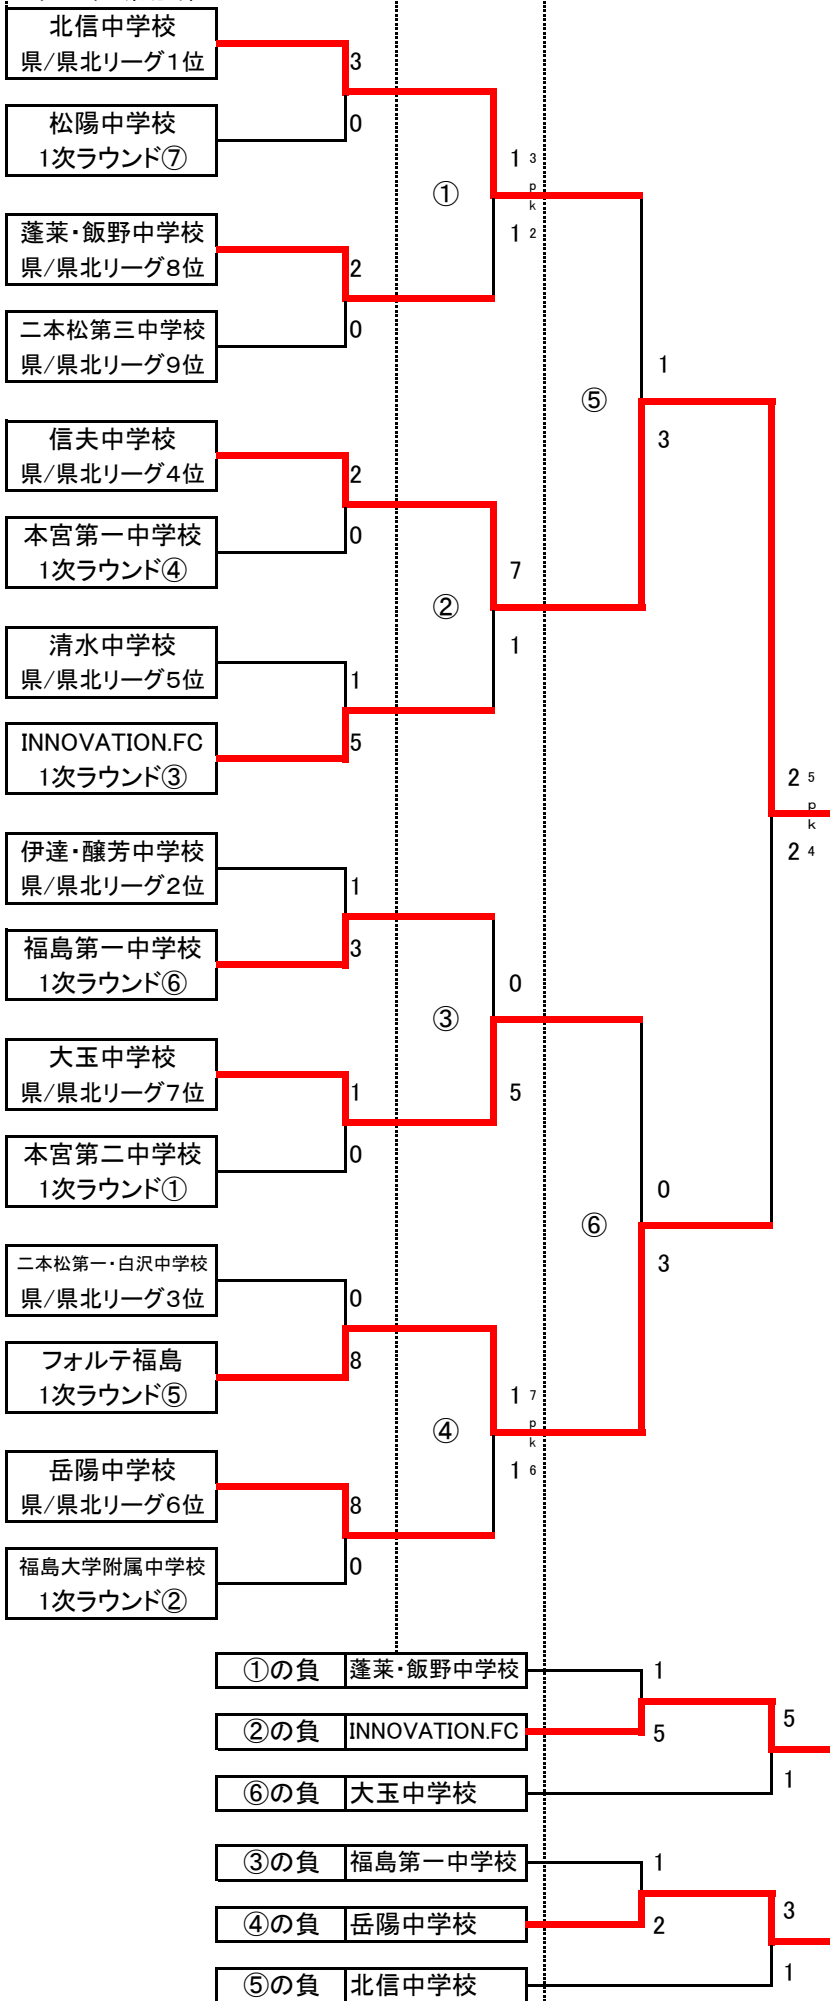 北信中学校
県/県北リーグ1位
3
0
松陽中学校
1次ラウンド⑦
1 3
pk
1 2
①
蓬莱・飯野中学校
県/県北リーグ8位
2
0
二本松第三中学校
県/県北リーグ9位
1
⑤
3
信夫中学校
県/県北リーグ4位
2
0
本宮第一中学校
1次ラウンド④
7
②
1
清水中学校
県/県北リーグ5位
1
5
INNOVATION.FC
1次ラウンド③
2 5
pk
2 4
伊達・醸芳中学校
県/県北リーグ2位
1
3
福島第一中学校
1次ラウンド⑥
0
③
5
大玉中学校
県/県北リーグ7位
1
0
本宮第二中学校
1次ラウンド①
0
⑥
3
二本松第一・白沢中学校
県/県北リーグ3位
0
8
フォルテ福島
1次ラウンド⑤
1 7
pk
1 6
④
岳陽中学校
県/県北リーグ6位
8
0
福島大学附属中学校
1次ラウンド②
①の負 蓬莱・飯野中学校
1
②の負 INNOVATION.FC
5
5
⑥の負 大玉中学校
1
③の負 福島第一中学校
1
④の負 岳陽中学校
2
3
⑤の負 北信中学校
1